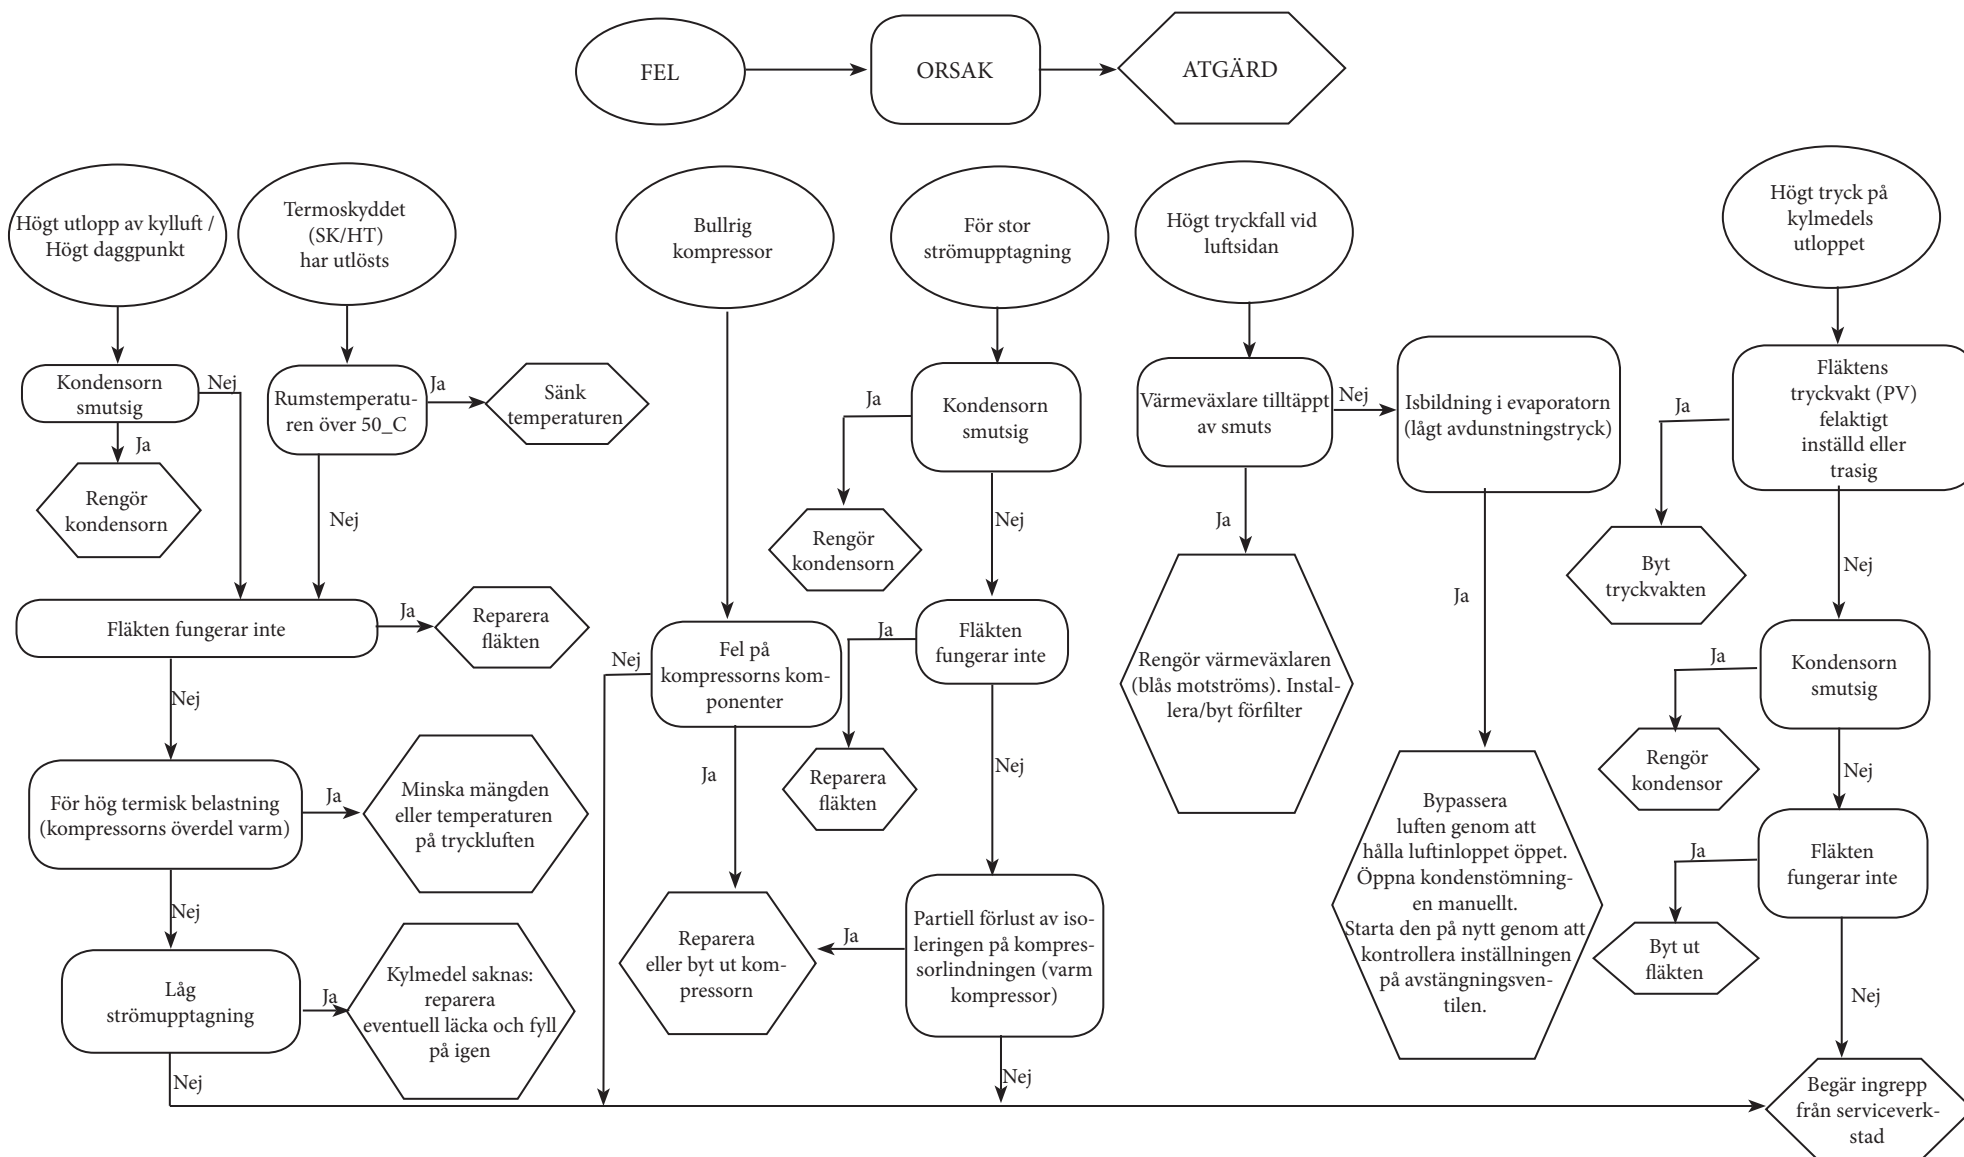 FEL
ORSAK
ATGÄRD
Högt utlopp av kylluft /
Högt daggpunkt
Kondensorn
smutsig
Nej
Ja
Rengör
kondensorn
Termoskyddet
(SK/HT)
har utlösts
Rumstemperatu-
ren över 50_C
Ja
Sänk
temperaturen
Nej
Fläkten fungerar inte
Ja
Reparera
fläkten
Nej
För hög termisk belastning
(kompressorns överdel varm)
Ja
Minska mängden
eller temperaturen
på tryckluften
Nej
Låg
strömupptagning
Ja
Kylmedel saknas:
reparera
eventuell läcka och fyll
på igen
Nej
Bullrig
kompressor
Fel på
kompressorns kom-
ponenter
Nej
Ja
Reparera
eller byt ut kom-
pressorn
För stor
strömupptagning
Kondensorn
smutsig
Ja
Rengör
kondensorn
Nej
Fläkten
fungerar inte
Ja
Reparera
fläkten
Nej
Partiell förlust av iso-
leringen på kompres-
sorlindningen (varm
kompressor)
Ja
Nej
Högt tryckfall vid
luftsidan
Värmeväxlare tilltäppt
av smuts
Nej
Ja
Rengör värmeväxlaren
(blås motströms). Instal-
lera/byt förfilter
Isbildning i evaporatorn
(lågt avdunstningstryck)
Ja
Bypassera
luften genom att
hålla luftinloppet öppet.
Öppna kondenstömning-
en manuellt.
Starta den på nytt genom att
kontrollera inställningen
på avstängningsven-
tilen.
Högt tryck på
kylmedels
utloppet
Fläktens
tryckvakt (PV)
felaktigt
inställd eller
trasig
Ja
Byt
tryckvakten
Nej
Kondensorn
smutsig
Ja
Rengör
kondensor
Nej
Fläkten
fungerar inte
Ja
Byt ut
fläkten
Nej
Begär ingrepp
från serviceverk-
stad